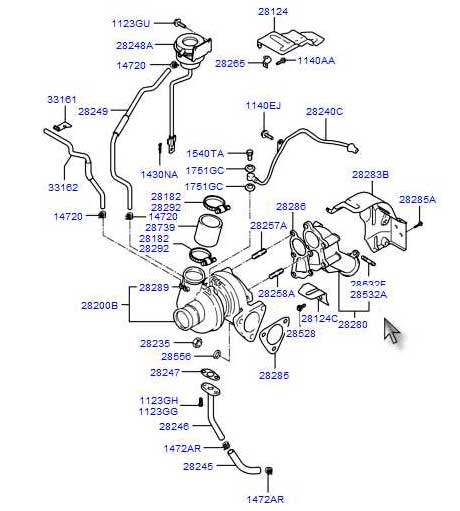 28124
1123GU
28248A
28265
1140AA
14720
33161
28249
1140EJ
28240C
1540TA
1751GC
1430NA
28283B
1751GC
33162
28182
28292
28286
28285A
14720
14720
28739
28257A
28182
28292
28532F
28532A
28289
28258A
28200B
28124C
28280
28528
28235
28556
28247
28285
1123GH
1123GG
28246
1472AR
28245
1472AR